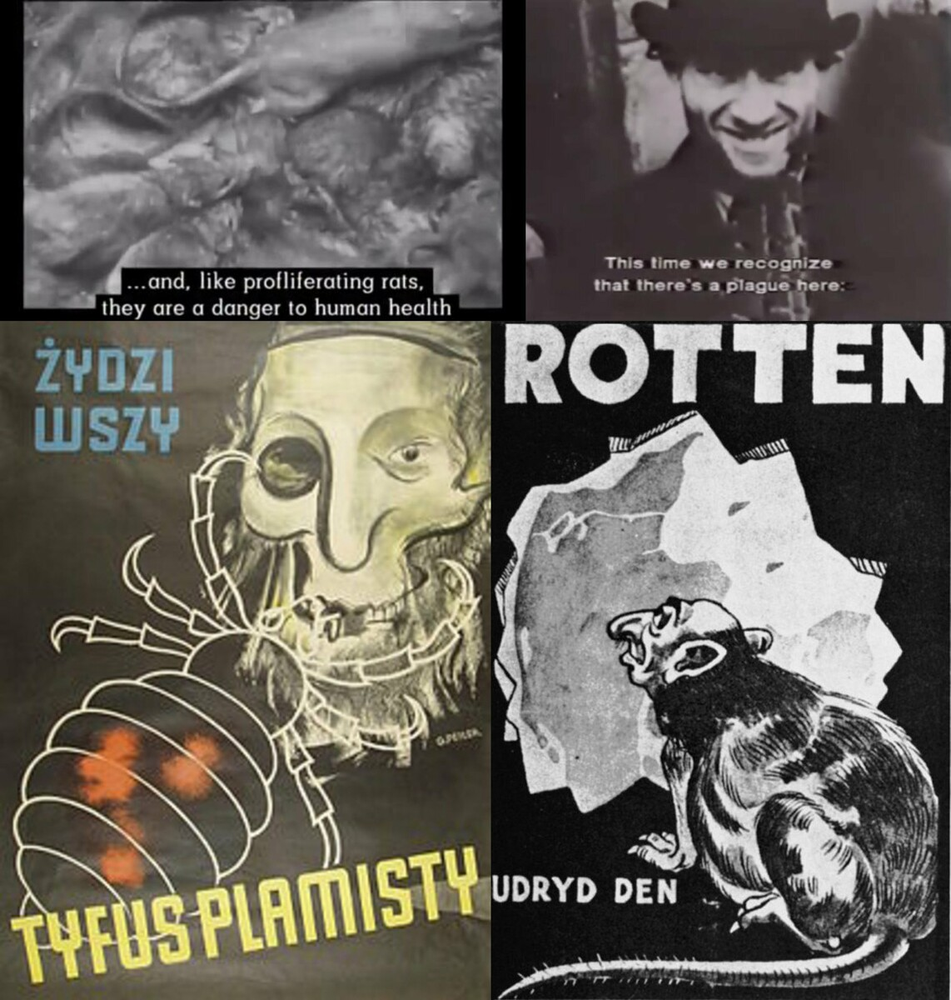 ...and, like profliferating rats,
they are a danger to human health
This time we recognize
that there's a plague here:
ŻYDZI
WSZY
G.PEILER.
TYFUS PLAMISTY
ROTTEN
UDRYD DEN